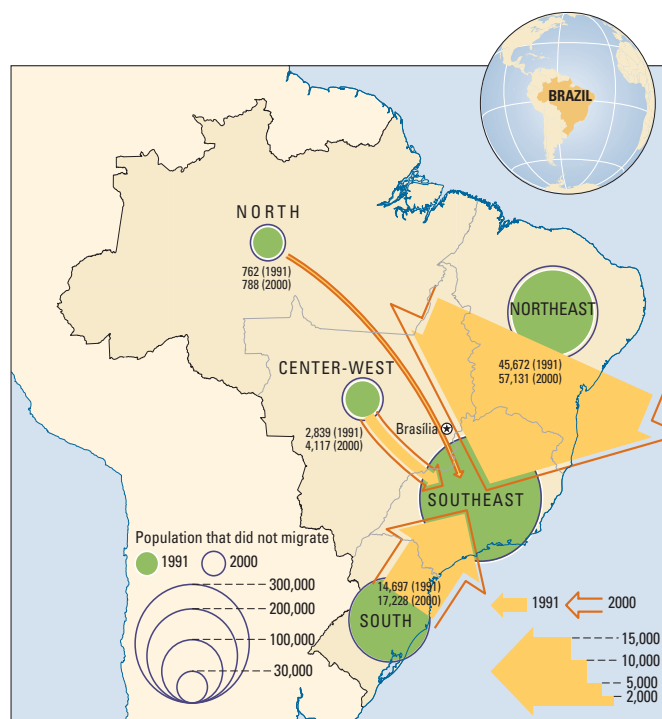 BRAZIL
NORTH
762 (1991)
788 (2000)
NORTHEAST
45,672 (1991)
57,131 (2000)
CENTER-WEST
2,839 (1991)
4,117 (2000)
Brasília
SOUTHEAST
14,697 (1991)
17,228 (2000)
SOUTH
Population that did not migrate
1991 2000
300,000
200,000
100,000
30,000
1991 2000
15,000
10,000
5,000
2,000